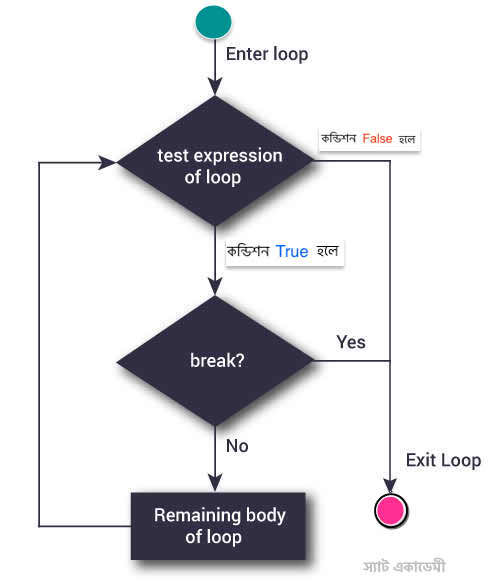 Enter loop
test expression
of loop
কন্ডিশন False হলে
কন্ডিশন True হলে
break?
Yes
No
Exit Loop
Remaining body
of loop
স্যাট একাডেমী